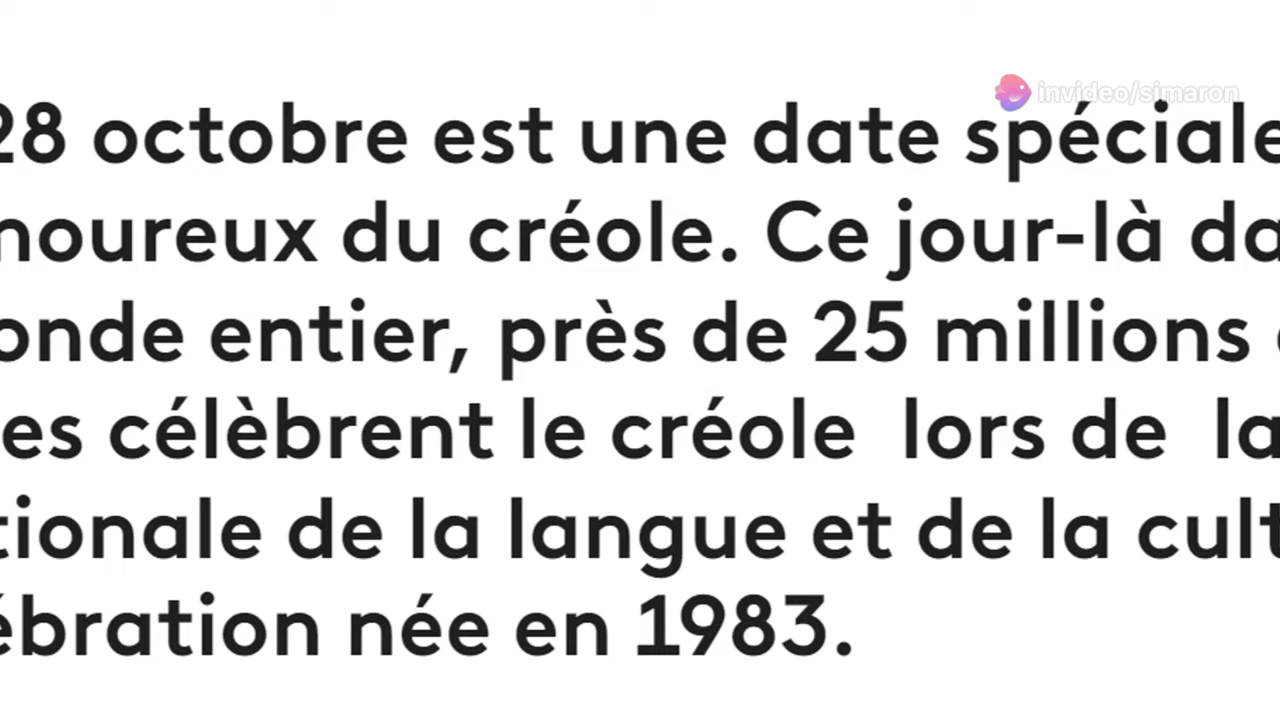 invideo/simaron
28 octobre est une date spéciale
moureux du créole. Ce jour-là da
onde entier, près de 25 millions
es célèbrent le créole lors de la
tionale de la langue et de la cult
ébration née en 1983.